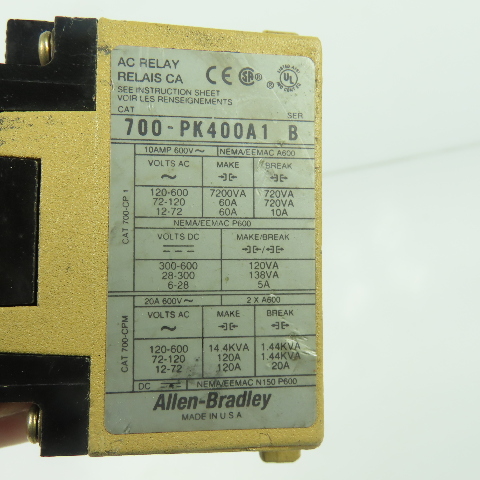 AC RELAY
RELAIS CA
CE SA ® UL ®
SEE INSTRUCTION SHEET
VOIR LES RENSEIGNEMENTS
CAT SER
700-PK400A1 B
10AMP 600V~ NEMA/EEMAC A600
VOLTS AC MAKE BREAK
120-600 7200VA 720VA
72-120 60A 720VA
12-72 60A 10A
NEMA/EEMAC P600
VOLTS DC MAKE/BREAK
300-600 120VA
28-300 138VA
6-28 5A
CAT 700-CP1
20A 600V~ 2 X A600
VOLTS AC MAKE BREAK
120-600 14.4KVA 1.44KVA
72-120 120A 1.44KVA
12-72 120A 20A
CAT 700-CPM
DC NEMA/EEMAC N150 P600
Allen-Bradley
MADE IN U.S.A